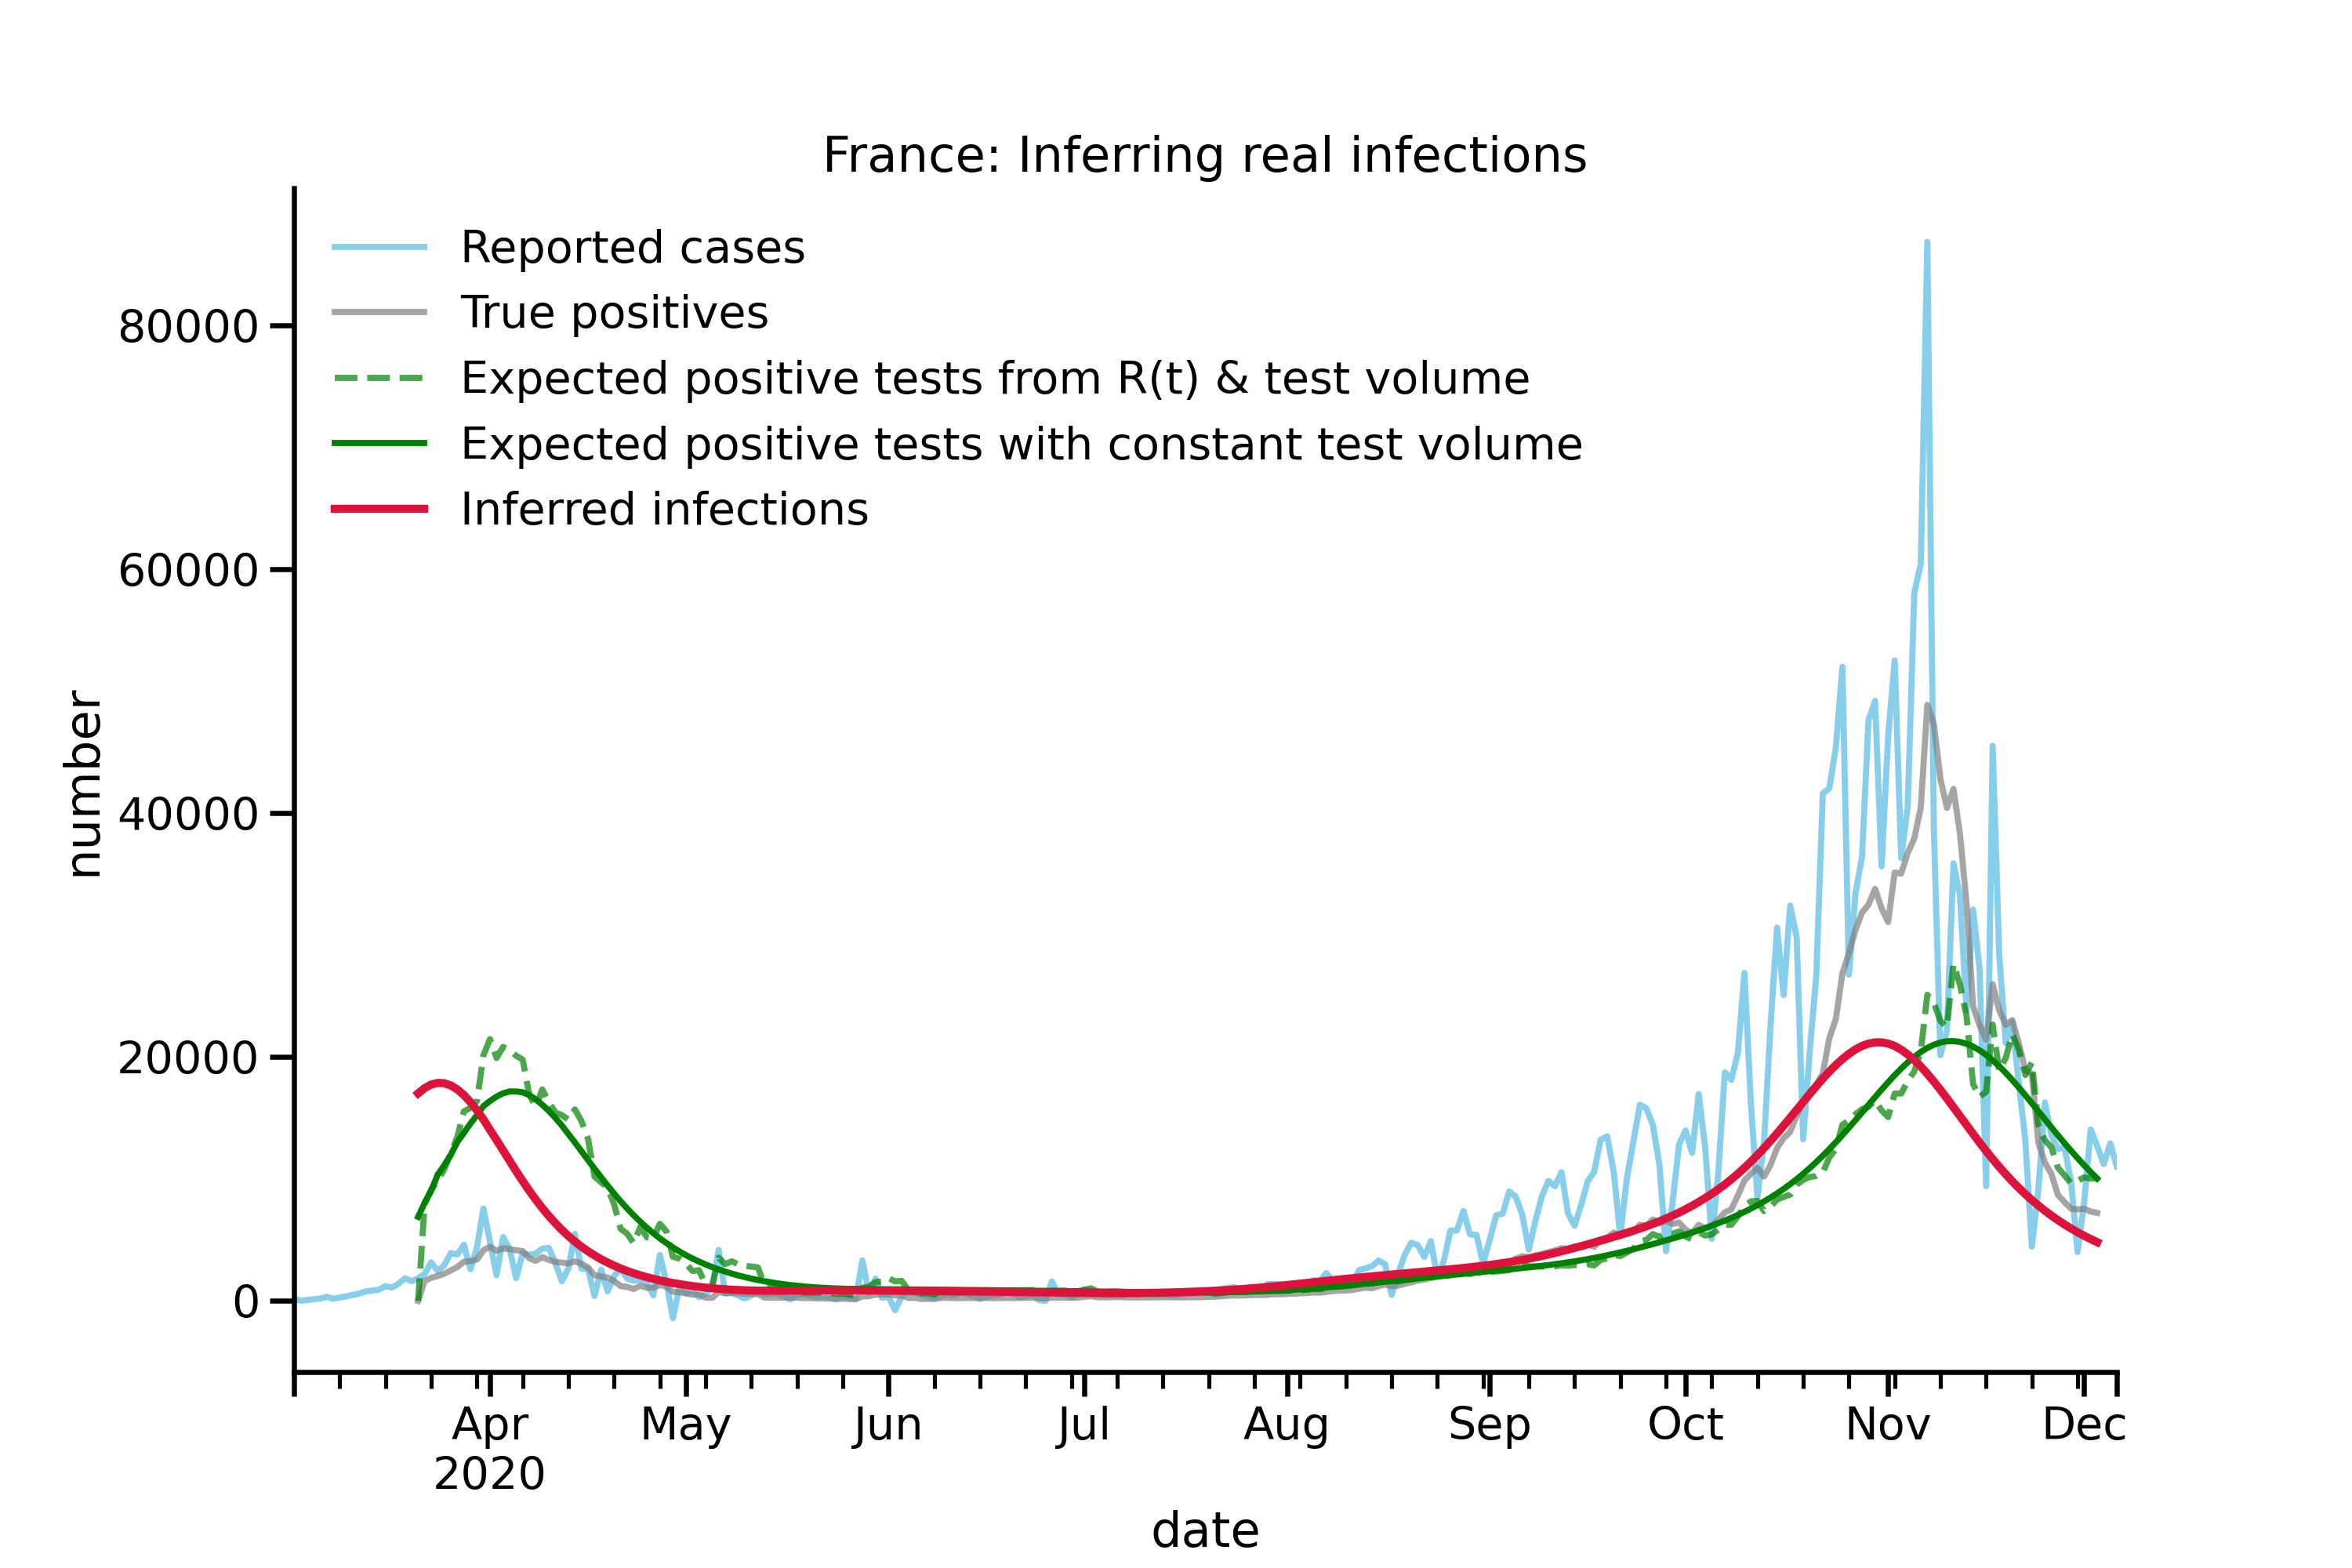 France: Inferring real infections
Reported cases
True positives
Expected positive tests from R(t) & test volume
Expected positive tests with constant test volume
Inferred infections
80000
60000
40000
20000
0
number
Apr May Jun Jul Aug Sep Oct Nov Dec
2020
date